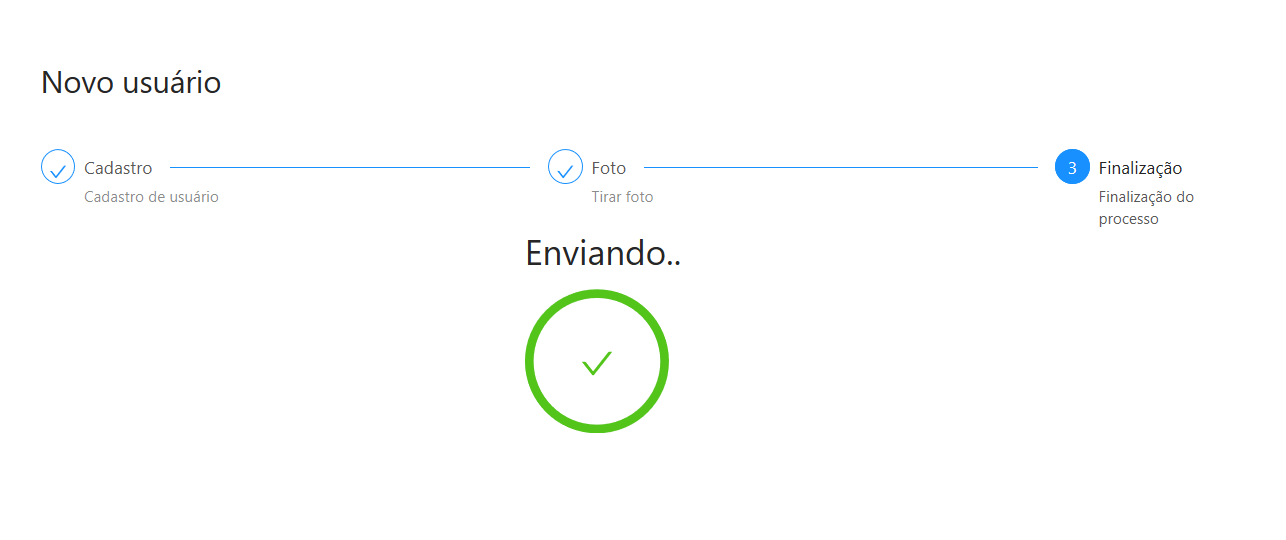 Novo usuário
Cadastro
Cadastro de usuário
Foto
Tirar foto
3 Finalização
Finalização do
processo
Enviando..